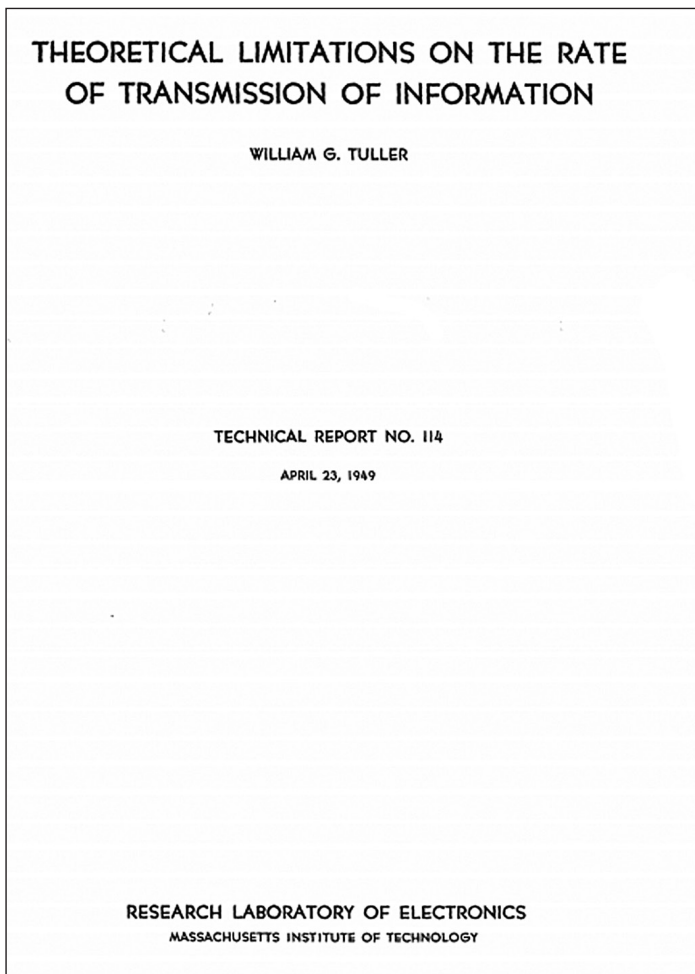 THEORETICAL LIMITATIONS ON THE RATE
OF TRANSMISSION OF INFORMATION
WILLIAM G. TULLER
TECHNICAL REPORT NO. 114
APRIL 23, 1949
RESEARCH LABORATORY OF ELECTRONICS
MASSACHUSETTS INSTITUTE OF TECHNOLOGY